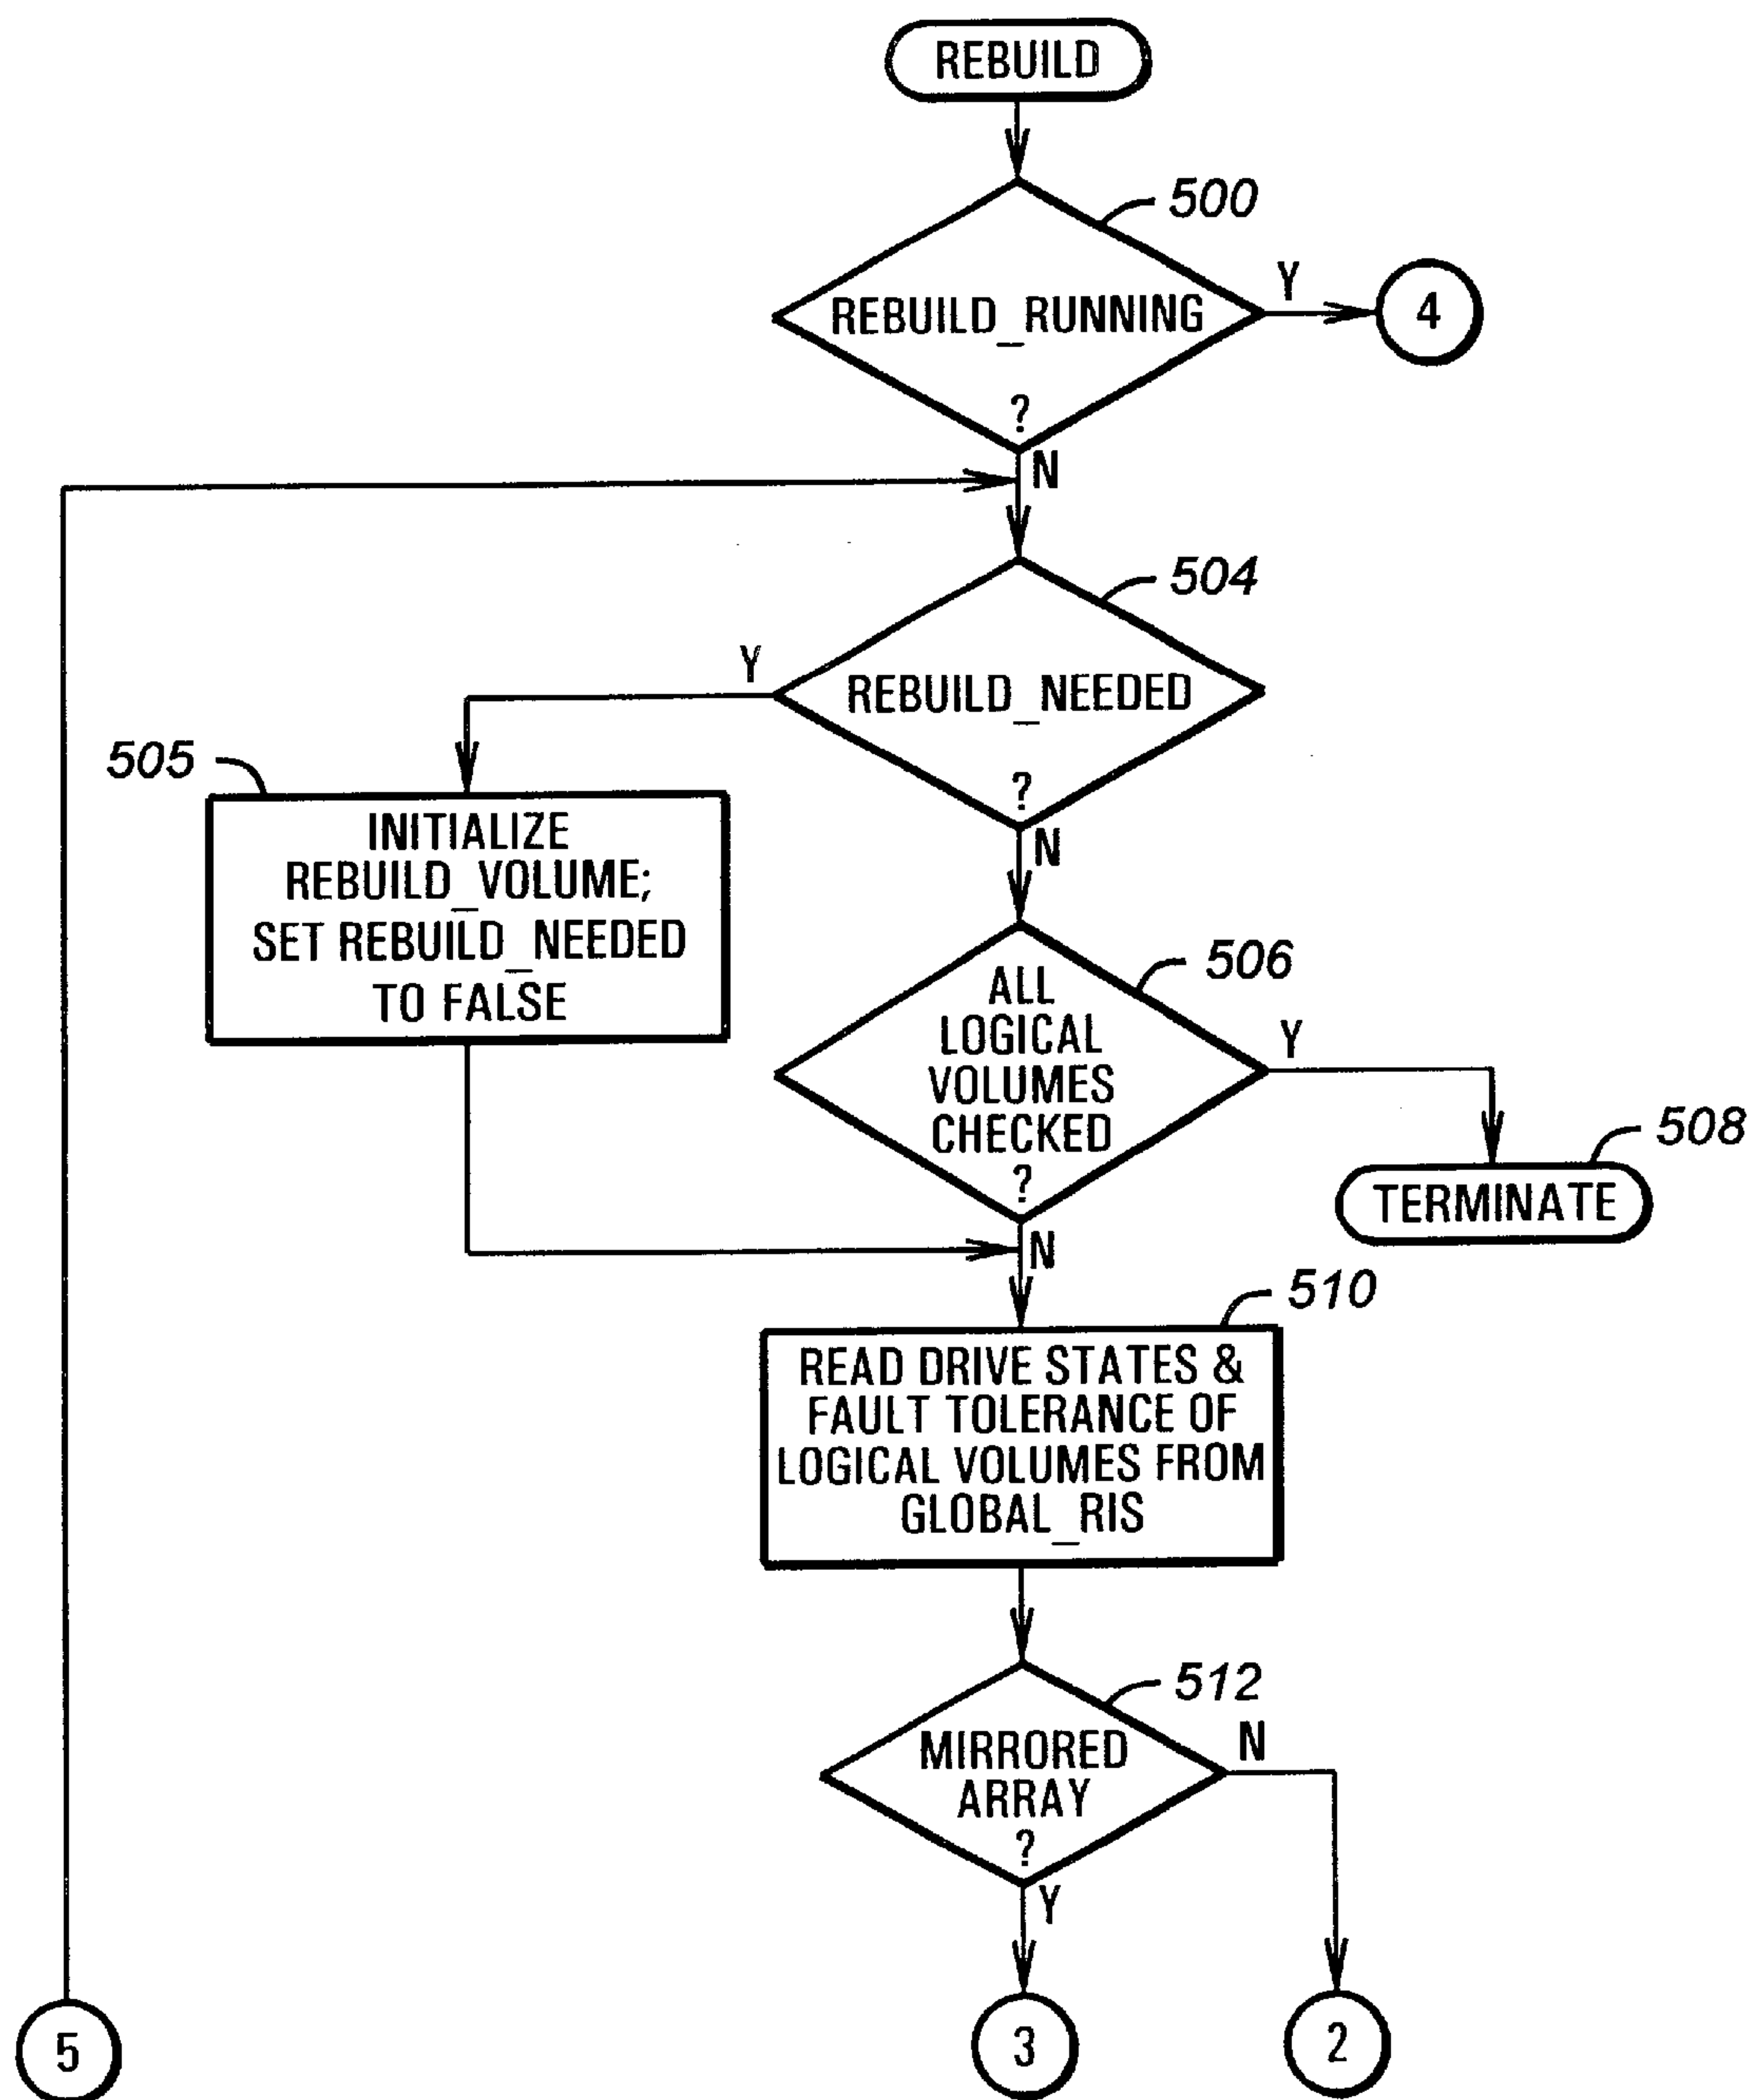 REBUILD
500
REBUILD_RUNNING
?
Y
4
N
504
REBUILD_NEEDED
?
Y
N
505
INITIALIZE
REBUILD_VOLUME;
SET REBUILD_NEEDED
TO FALSE
506
ALL
LOGICAL
VOLUMES
CHECKED
?
Y
508
TERMINATE
N
510
READ DRIVE STATES &
FAULT TOLERANCE OF
LOGICAL VOLUMES FROM
GLOBAL_RIS
512
MIRRORED
ARRAY
?
N
Y
5
3
2